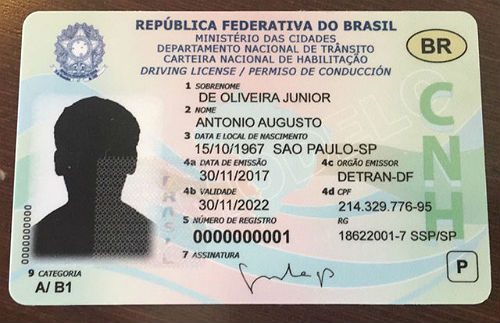 REPÚBLICA FEDERATIVA DO BRASIL
MINISTÉRIO DAS CIDADES
DEPARTAMENTO NACIONAL DE TRÂNSITO
CARTEIRA NACIONAL DE HABILITAÇÃO
DRIVING LICENSE / PERMISO DE CONDUCCIÓN
BR
1 SOBRENOME
DE OLIVEIRA JUNIOR
2 NOME
ANTONIO AUGUSTO
3 DATA E LOCAL DE NASCIMENTO
15/10/1967 SAO PAULO-SP
4a DATA DE EMISSÃO 4c ORGÃO EMISSOR
30/11/2017 DETRAN-DF
4b VALIDADE 4d CPF
30/11/2022 214.329.776-95
5 NÚMERO DE REGISTRO RG
0000000001 18622001-7 SSP/SP
7 ASSINATURA
P
9 CATEGORIA
A/ B1
0000000000
CNH
BRASIL
MODELO